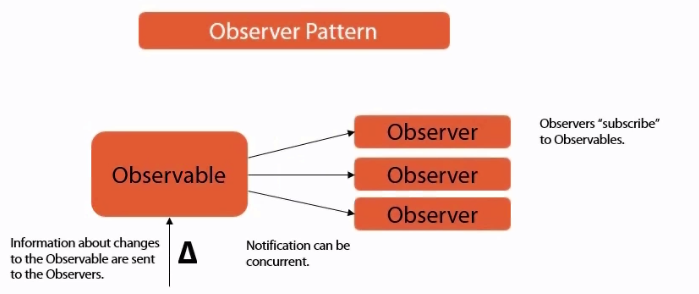 Observer Pattern
Observer
Observers “subscribe”
to Observables.
Observable
Observer
Observer
Information about changes
to the Observable are sent
to the Observers.
Δ
Notification can be
concurrent.